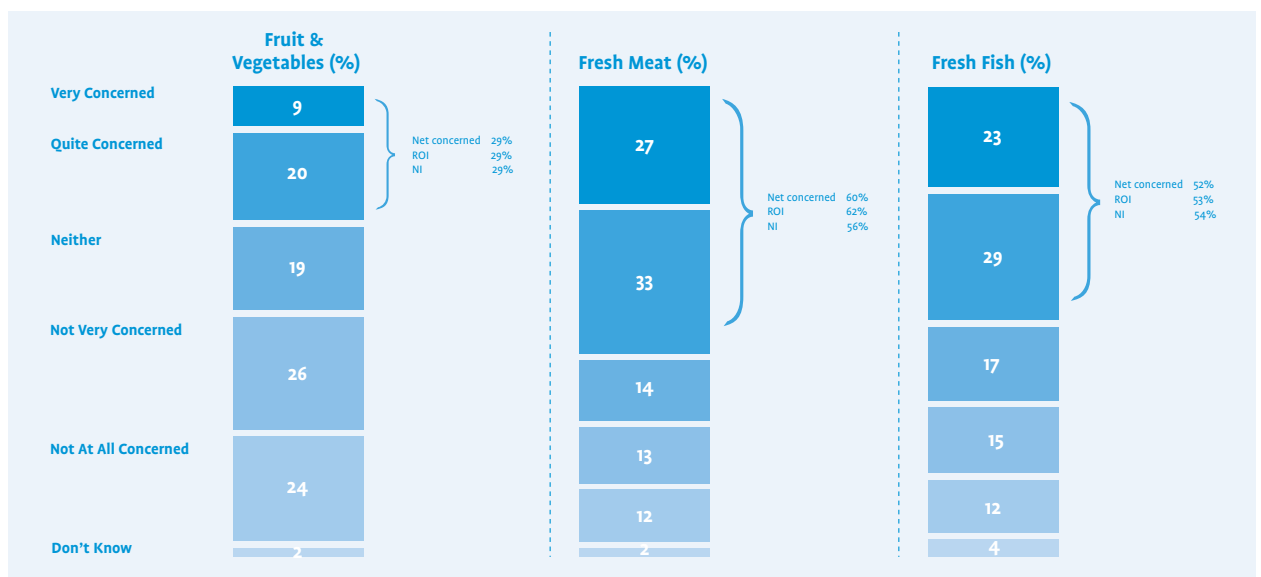 Fruit &
Vegetables (%)
Fresh Meat (%)
Fresh Fish (%)
Very Concerned
Quite Concerned
Neither
Not Very Concerned
Not At All Concerned
Don't Know
9
20
19
26
24
2
Net concerned 29%
ROI 29%
NI 29%
27
33
14
13
12
2
Net concerned 60%
ROI 62%
NI 56%
23
29
17
15
12
4
Net concerned 52%
ROI 53%
NI 54%